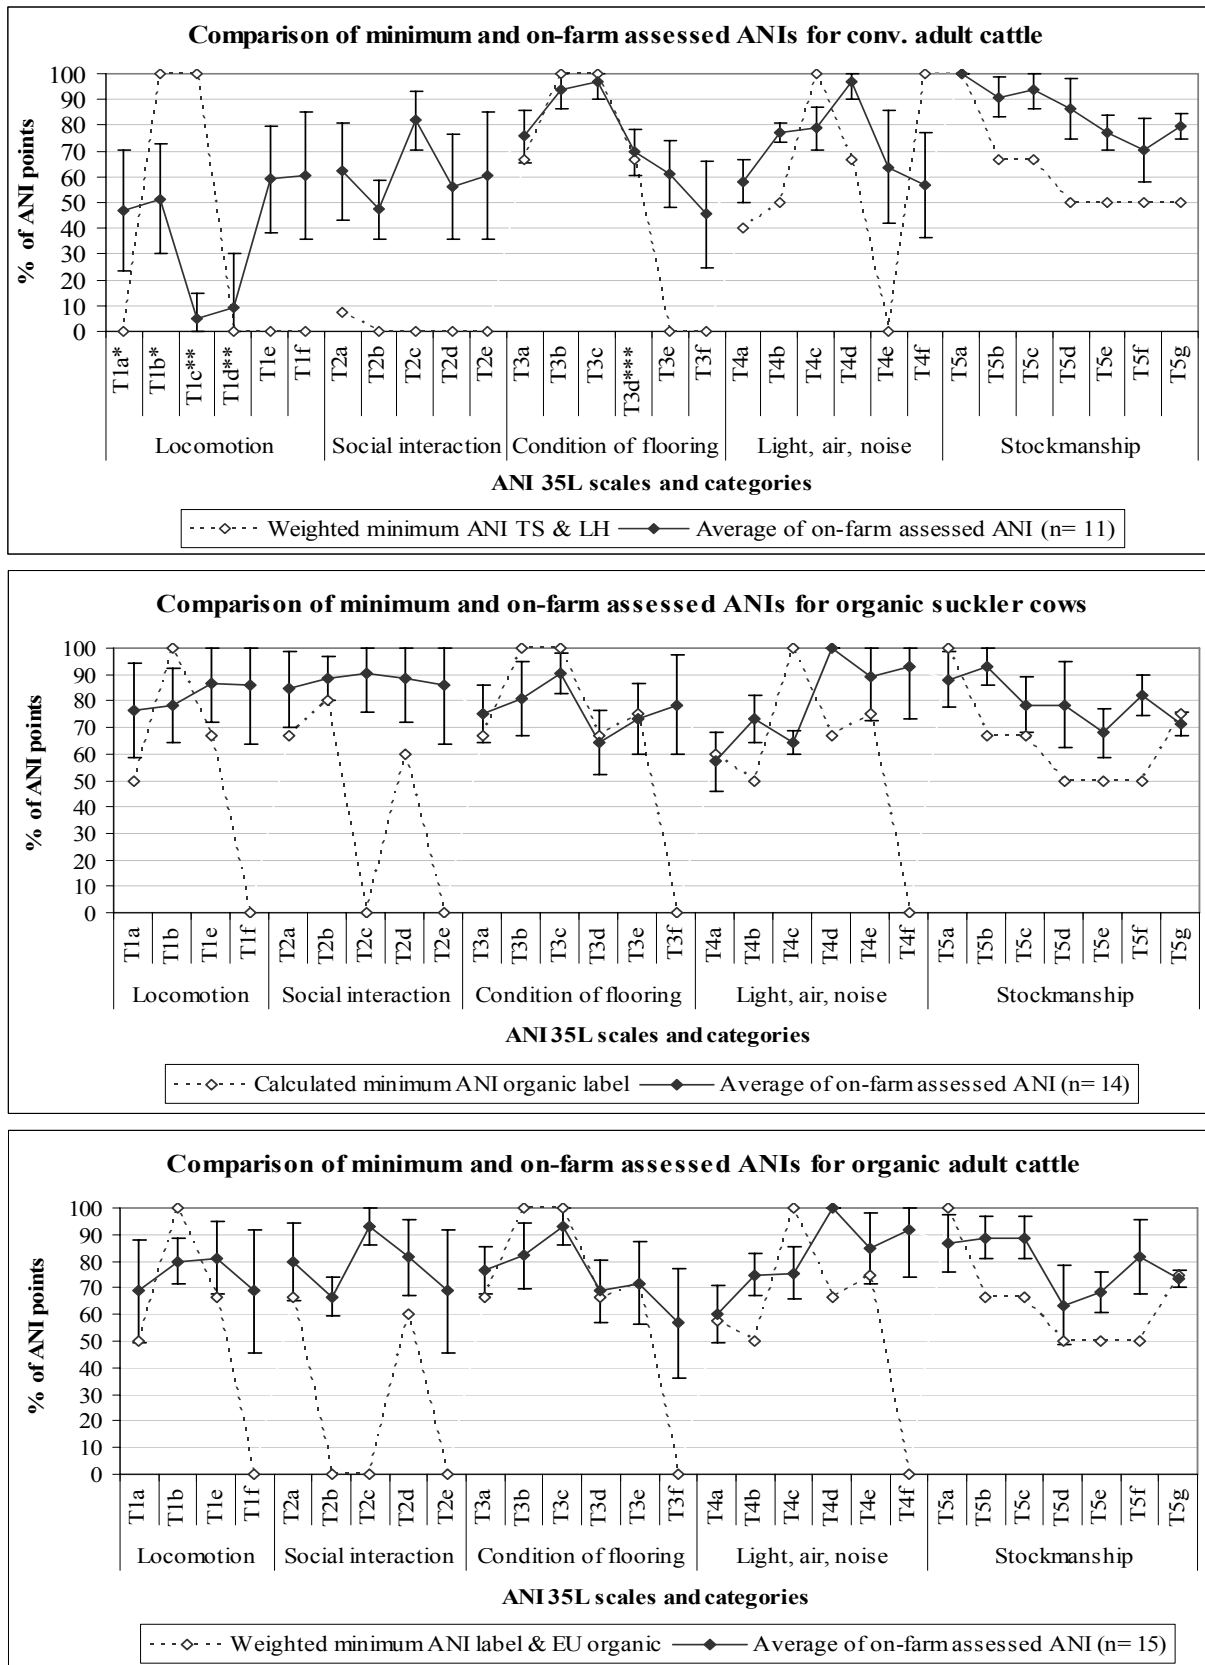 Comparison of minimum and on-farm assessed ANIs for conv. adult cattle
% of ANI points
100
90
80
70
60
50
40
30
20
10
0
T1a* T1b* T1c** T1d** T1e T1f T2a T2b T2c T2d T2e T3a T3b T3c T3d*** T3e T3f T4a T4b T4c T4d T4e T4f T5a T5b T5c T5d T5e T5f T5g
Locomotion Social interaction Condition of flooring Light, air, noise Stockmanship
ANI 35L scales and categories
Weighted minimum ANI TS & LH Average of on-farm assessed ANI (n= 11)
Comparison of minimum and on-farm assessed ANIs for organic suckler cows
% of ANI points
100
90
80
70
60
50
40
30
20
10
0
T1a T1b T1e T1f T2a T2b T2c T2d T2e T3a T3b T3c T3d T3e T3f T4a T4b T4c T4d T4e T4f T5a T5b T5c T5d T5e T5f T5g
Locomotion Social interaction Condition of flooring Light, air, noise Stockmanship
ANI 35L scales and categories
Calculated minimum ANI organic label Average of on-farm assessed ANI (n= 14)
Comparison of minimum and on-farm assessed ANIs for organic adult cattle
% of ANI points
100
90
80
70
60
50
40
30
20
10
0
T1a T1b T1e T1f T2a T2b T2c T2d T2e T3a T3b T3c T3d T3e T3f T4a T4b T4c T4d T4e T4f T5a T5b T5c T5d T5e T5f T5g
Locomotion Social interaction Condition of flooring Light, air, noise Stockmanship
ANI 35L scales and categories
Weighted minimum ANI label & EU organic Average of on-farm assessed ANI (n= 15)